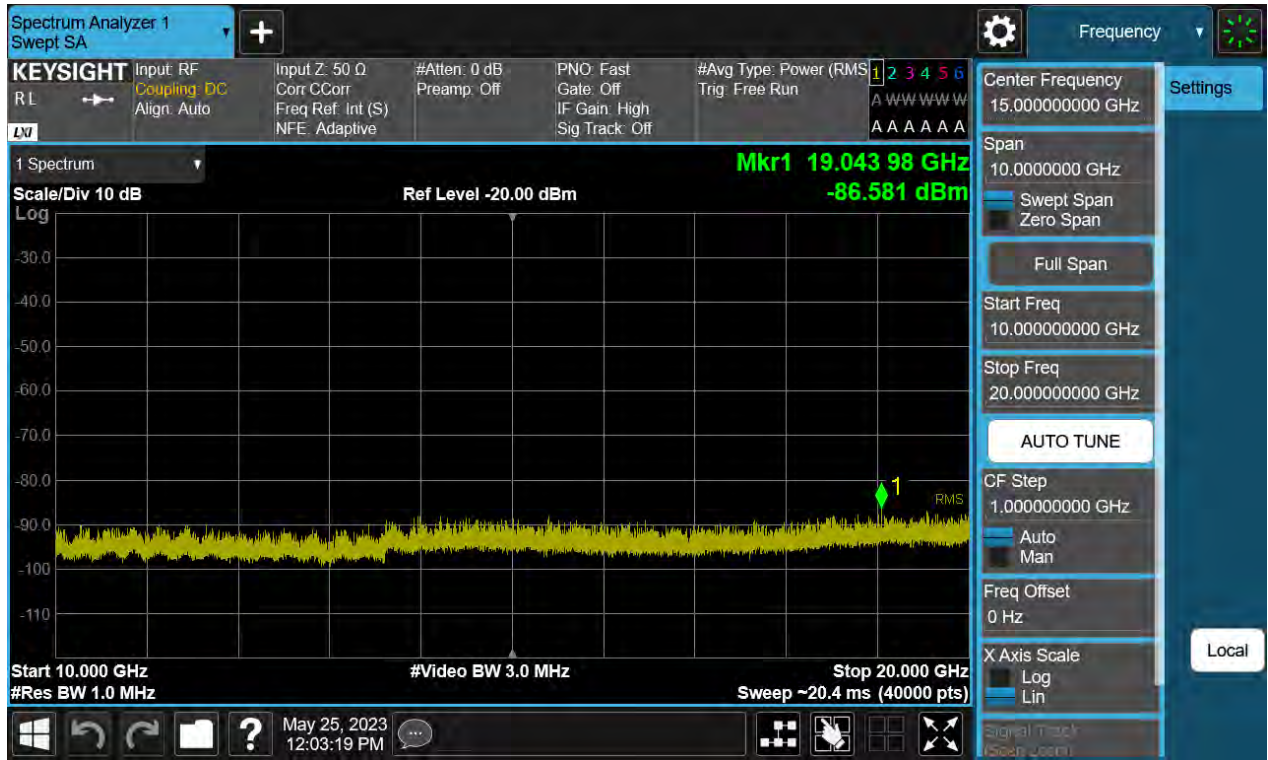 Spectrum Analyzer 1
Swept SA
Frequency
KEYSIGHT
RL
LXI
Input: RF
Coupling: DC
Align: Auto
Input Z: 50 Ω
Corr CCorr
Freq Ref: Int (S)
NFE: Adaptive
#Atten: 0 dB
Preamp: Off
PNO: Fast
Gate: Off
IF Gain: High
Sig Track: Off
#Avg Type: Power (RMS
Trig: Free Run
1 2 3 4 5 6
A W W W W W
A A A A A A
Center Frequency
15.000000000 GHz
Settings
1 Spectrum
Mkr1 19.043 98 GHz
-86.581 dBm
Scale/Div 10 dB
Ref Level -20.00 dBm
Log
-30.0
-40.0
-50.0
-60.0
-70.0
-80.0
-90.0
-100
-110
1
RMS
Start 10.000 GHz
#Video BW 3.0 MHz
Stop 20.000 GHz
#Res BW 1.0 MHz
Sweep ~20.4 ms (40000 pts)
Span
10.0000000 GHz
Swept Span
Zero Span
Full Span
Start Freq
10.000000000 GHz
Stop Freq
20.000000000 GHz
AUTO TUNE
CF Step
1.000000000 GHz
Auto
Man
Freq Offset
0 Hz
X Axis Scale
Log
Lin
Signal Track
(Span Zoom)
Local
?
May 25, 2023
12:03:19 PM